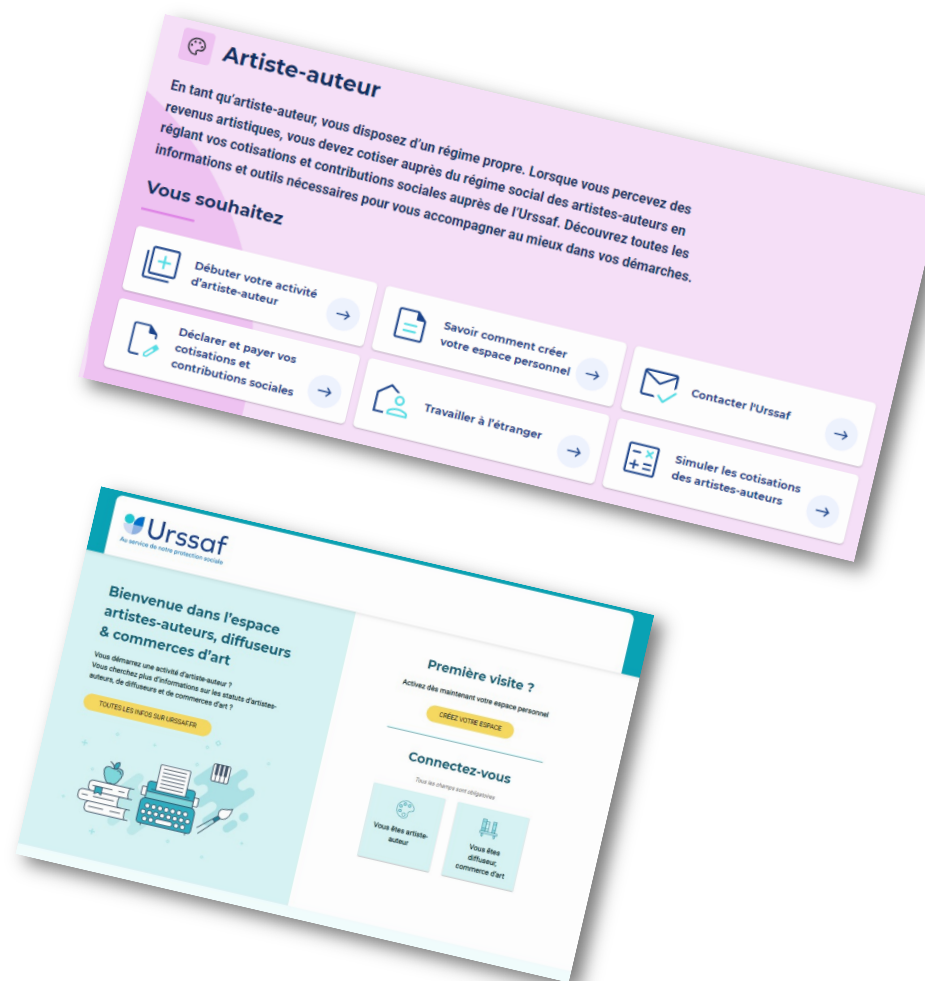 Artiste-auteur
En tant qu'artiste-auteur, vous disposez d'un régime propre. Lorsque vous percevez des
revenus artistiques, vous devez cotiser auprès du régime social des artistes-auteurs en
réglant vos cotisations et contributions sociales auprès de l'Urssaf. Découvrez toutes les
informations et outils nécessaires pour vous accompagner au mieux dans vos démarches.
Vous souhaitez
Débuter votre activité
d'artiste-auteur
Savoir comment créer
votre espace personnel
Contacter l'Urssaf
Déclarer et payer vos
cotisations et
contributions sociales
Travailler à l'étranger
Simuler les cotisations
des artistes-auteurs
Urssaf
Au service de notre protection sociale
Bienvenue dans l'espace
artistes-auteurs, diffuseurs
& commerces d'art
Vous démarrez une activité d'artiste-auteur ?
Vous cherchez plus d'informations sur les statuts d'artistes-
auteurs, de diffuseurs et de commerces d'art ?
TOUTES LES INFOS SUR URSSAF.FR
Première visite ?
Activez dès maintenant votre espace personnel
CRÉEZ VOTRE ESPACE
Connectez-vous
Tous les champs sont obligatoires
Vous êtes artiste-
auteur
Vous êtes
diffuseur,
commerce d'art